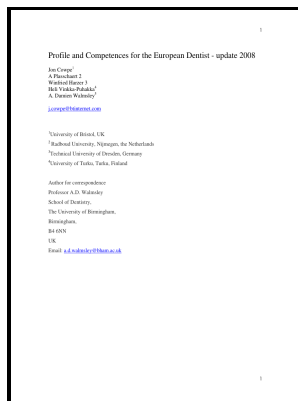 1
Profile and Competences for the European Dentist - update 2008
Jon Cowpe1
A Plasschaert 2
Winfried Harzer 3
Heli Vinkka-Puhakka4
A. Damien Walmsley5
j.cowpe@btinternet.com
1University of Bristol, UK
2 Radboud University, Nijmegen, the Netherlands
3Technical University of Dresden, Germany
4University of Turku, Turku, Finland
Author for correspondence
Professor A.D. Walmsley
School of Dentistry,
The University of Birmingham,
Birmingham,
B4 6NN
UK
Email: a.d.walmsley@bham.ac.uk
1